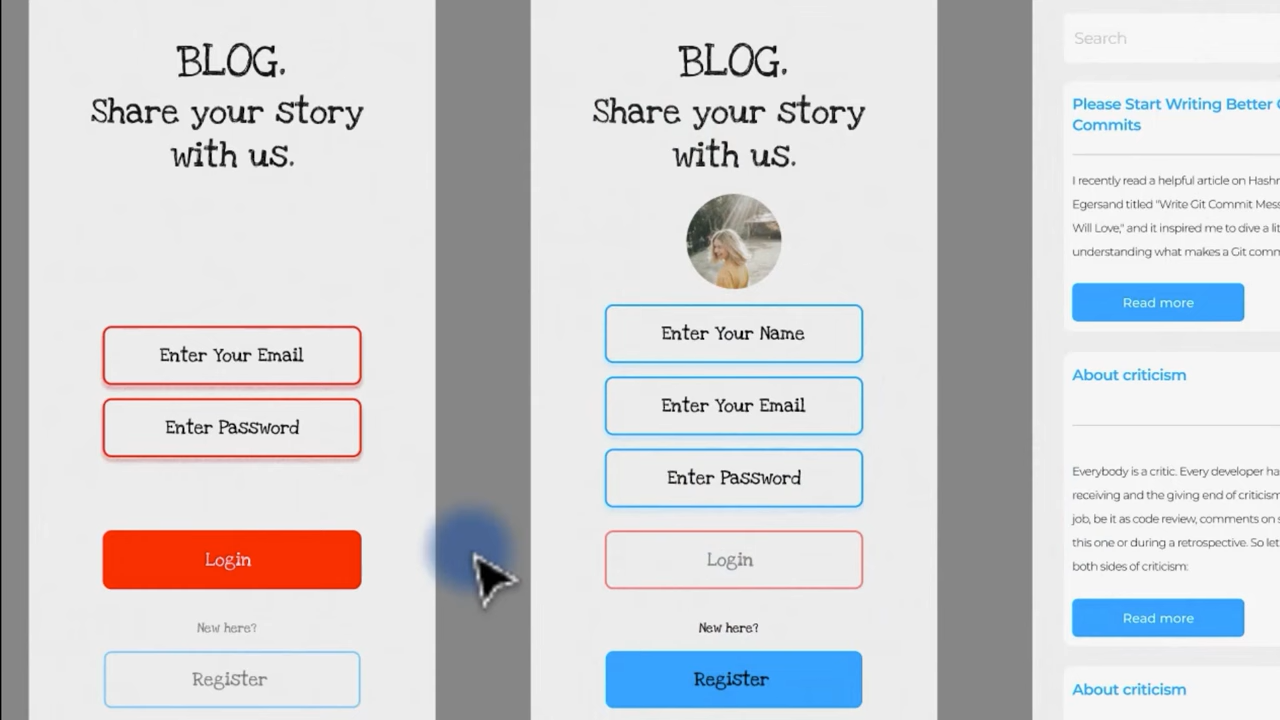 BLOG.
Share your story
with us.
Enter Your Email
Enter Password
Login
New here?
Register
BLOG.
Share your story
with us.
Enter Your Name
Enter Your Email
Enter Password
Login
New here?
Register
Search
Please Start Writing Better
Commits
I recently read a helpful article on
Egersand titled "Write Git Commit
Will Love," and it inspired me to dive a
understanding what makes a Git
Read more
About criticism
Everybody is a critic. Every developer
receiving and the giving end of
job, be it as code review, comments on
this one or during a retrospective. So
both sides of criticism:
Read more
About criticism